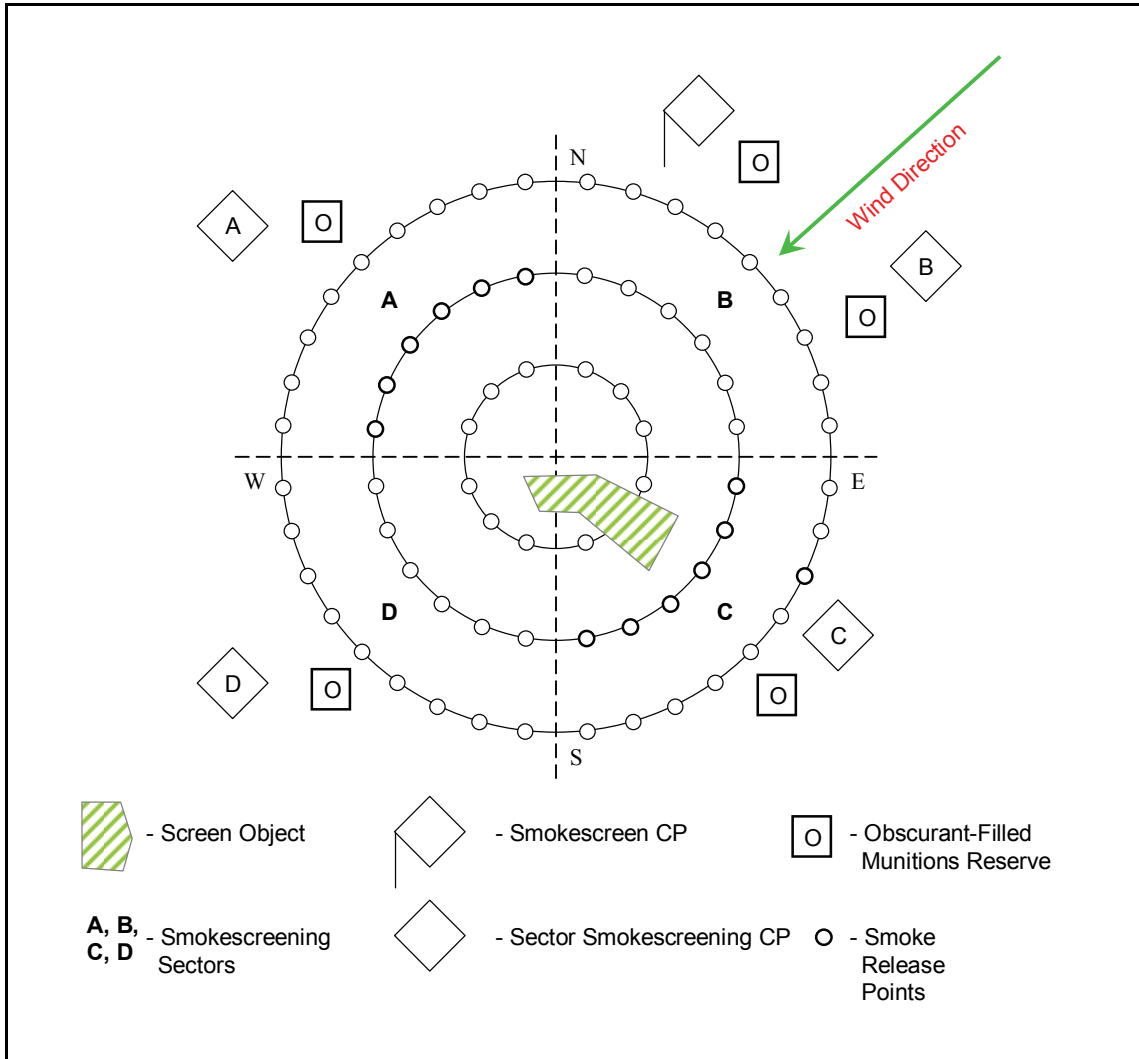 N
O
Wind Direction
A
O
B
O
A
B
W
E
D
C
C
D
O
O
S
- Screen Object
- Smokescreen CP
O
- Obscurant-Filled
Munitions Reserve
A, B,
C, D
- Smokescreening
Sectors
- Sector Smokescreening CP
- Smoke
Release
Points